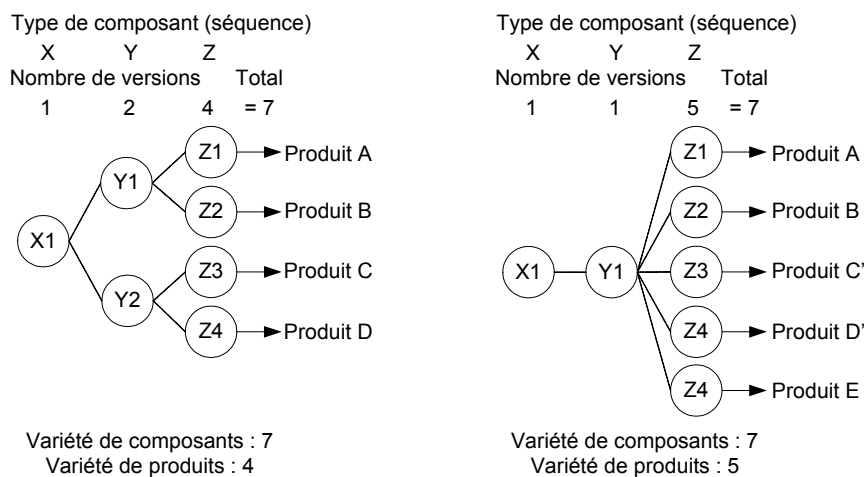 Type de composant (séquence)
X Y Z
Nombre de versions Total
1 2 4 = 7
Z1 Produit A
Y1
Z2 Produit B
X1
Z3 Produit C
Y2
Z4 Produit D
Variété de composants : 7
Variété de produits : 4
Type de composant (séquence)
X Y Z
Nombre de versions Total
1 1 5 = 7
Z1 Produit A
Z2 Produit B
X1 Y1 Z3 Produit C'
Z4 Produit D'
Z4 Produit E
Variété de composants : 7
Variété de produits : 5